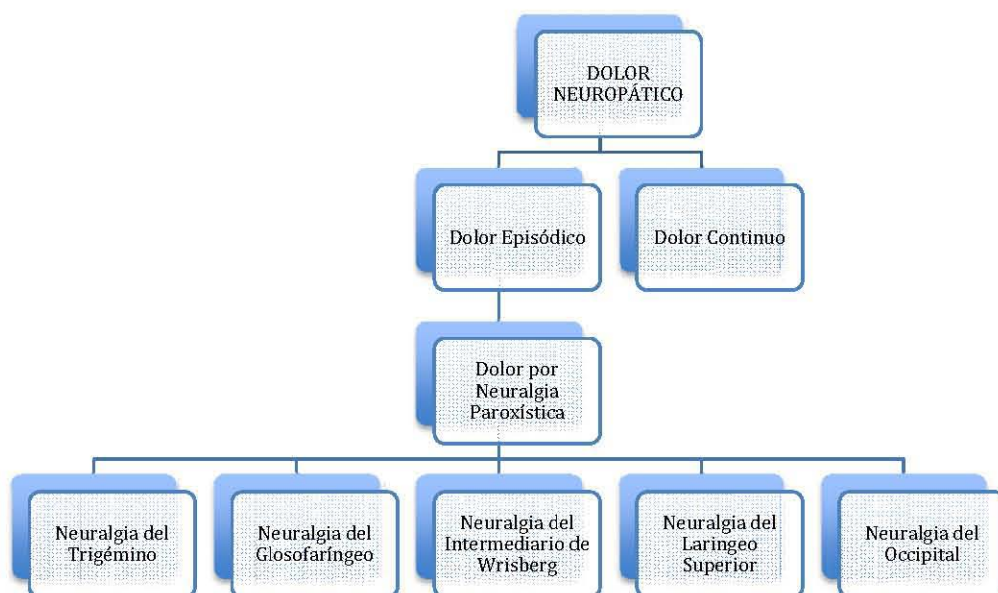 DOLOR
NEUROPÁTICO
Dolor Episódico
Dolor Continuo
Dolor por
Neuralgia
Paroxística
Neuralgia del
Trigémino
Neuralgia del
Glosofaríngeo
Neuralgia del
Intermediario de
Wrisberg
Neuralgia del
Laringeo
Superior
Neuralgia del
Occipital